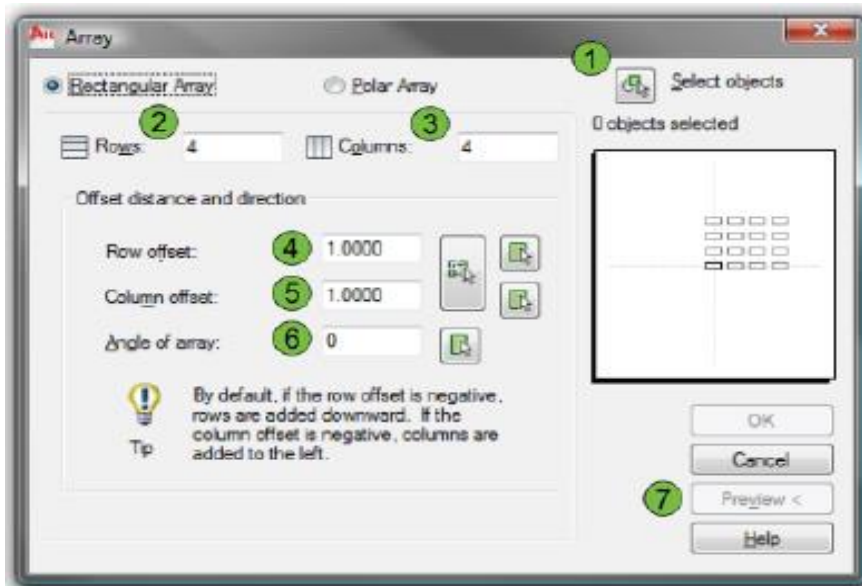 Array
1
Rectangular Array
Polar Array
Select objects
2
3
0 objects selected
Rows: 4
Columns: 4
Offset distance and direction
Row offset: 4 1.0000
Column offset: 5 1.0000
Angle of array: 6 0
By default, if the row offset is negative,
rows are added downward. If the
column offset is negative, columns are
added to the left.
Tip
OK
Cancel
7 Preview <
Help